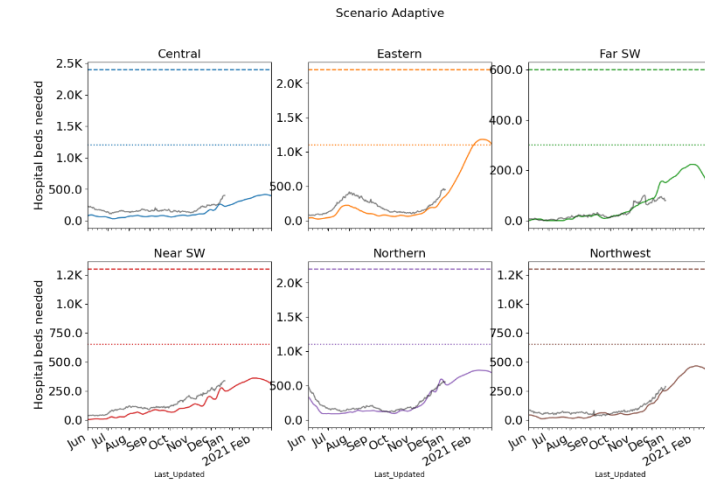 Scenario Adaptive
Central
Eastern
Far SW
Hospital beds needed
2.5K
2.0K
1.5K
1.0K
500.0
0.0
2.0K
1.5K
1.0K
500.0
0.0
600.0
400.0
200.0
0.0
Near SW
Northern
Northwest
Hospital beds needed
1.2K
1.0K
750.0
500.0
250.0
0.0
2.0K
1.5K
1.0K
500.0
0.0
1.2K
1.0K
750.0
500.0
250.0
0.0
Jun Jul Aug Sep Oct Nov Dec Jan 2021 Feb
Jun Jul Aug Sep Oct Nov Dec Jan 2021 Feb
Jun Jul Aug Sep Oct Nov Dec Jan 2021 Feb
Last_Updated
Last_Updated
Last_Updated